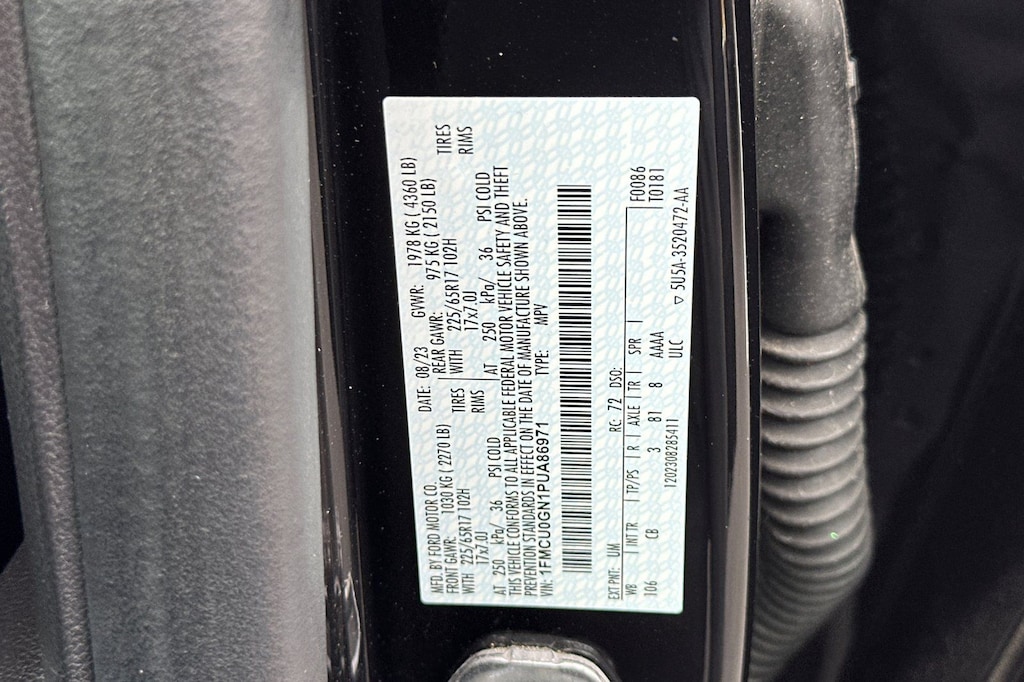 MFD. BY FORD MOTOR CO. DATE: 08/23 GVWR: 1978 KG ( 4360 LB)
FRONT GAWR: 1030 KG ( 2270 LB) REAR GAWR: 975 KG ( 2150 LB)
WITH 225/65R17 102H TIRES WITH 225/65R17 102H TIRES
17x7.0J RIMS 17x7.0J RIMS
AT 250 kPa/ 36 PSI COLD AT 250 kPa/ 36 PSI COLD
THIS VEHICLE CONFORMS TO ALL APPLICABLE FEDERAL MOTOR VEHICLE SAFETY AND THEFT
PREVENTION STANDARDS IN EFFECT ON THE DATE OF MANUFACTURE SHOWN ABOVE.
VIN: 1FMCU0GN1PUA86971 TYPE: MPV
EXT PNT: UM RC: 72 DSO: F0086
WB INT TR TP/PS R AXLE TR SPR T0181
106 CB 3 81 8 AAAA
ULC
1202308285411 ▽ 5U5A-3520472-AA